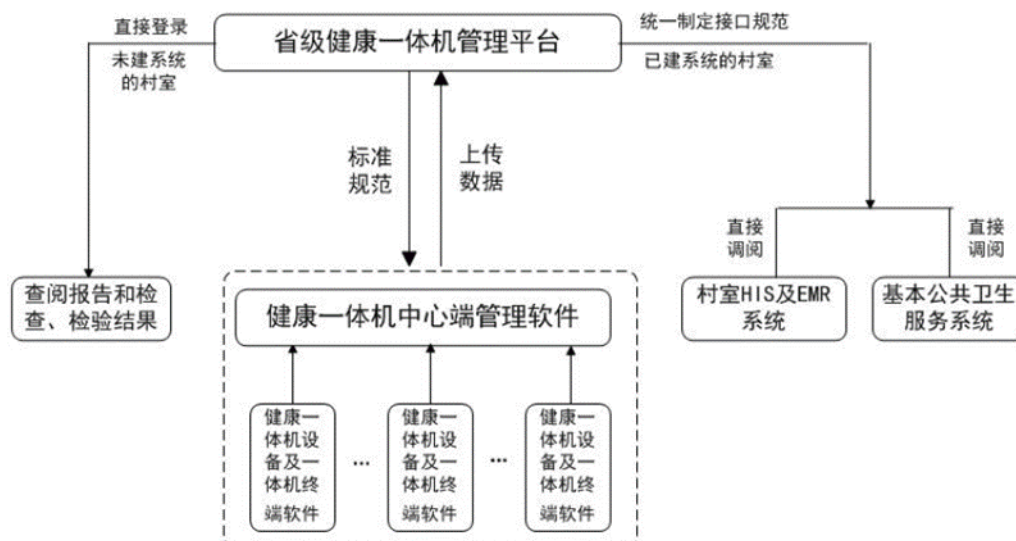 直接登录
未建系统
的村室
省级健康一体机管理平台
统一制定接口规范
已建系统的村室
标准
规范
上传
数据
直接
调阅
直接
调阅
查阅报告和检
查、检验结果
健康一体机中心端管理软件
村室HIS及EMR
系统
基本公共卫生
服务系统
健康一
体机设
备及一
体机终
端软件
...
健康一
体机设
备及一
体机终
端软件
...
健康一
体机设
备及一
体机终
端软件